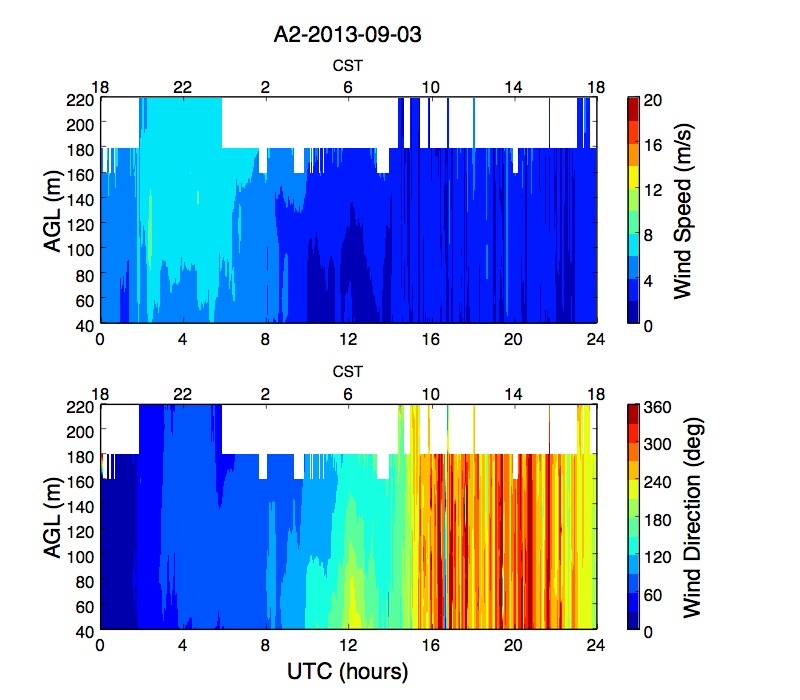 A2-2013-09-03
CST
18 22 2 6 10 14 18
220
200
180
160
140
120
100
80
60
40
AGL (m)
0 4 8 12 16 20 24
20
16
12
8
4
0
Wind Speed (m/s)
CST
18 22 2 6 10 14 18
220
200
180
160
140
120
100
80
60
40
AGL (m)
0 4 8 12 16 20 24
UTC (hours)
360
300
240
180
120
60
0
Wind Direction (deg)